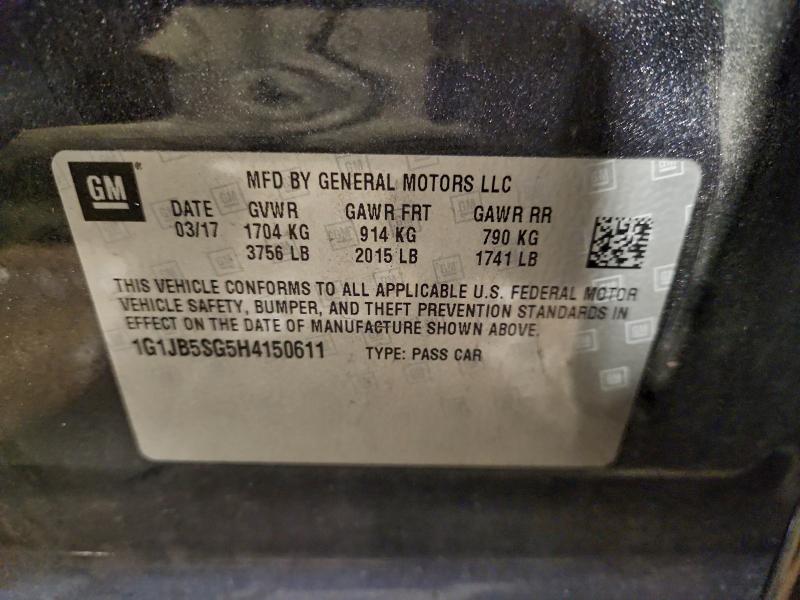 GM
MFD BY GENERAL MOTORS LLC
DATE GVWR GAWR FRT GAWR RR
03/17 1704 KG 914 KG 790 KG
3756 LB 2015 LB 1741 LB
THIS VEHICLE CONFORMS TO ALL APPLICABLE U.S. FEDERAL MOTOR
VEHICLE SAFETY, BUMPER, AND THEFT PREVENTION STANDARDS IN
EFFECT ON THE DATE OF MANUFACTURE SHOWN ABOVE.
1G1JB5SG5H4150611 TYPE: PASS CAR